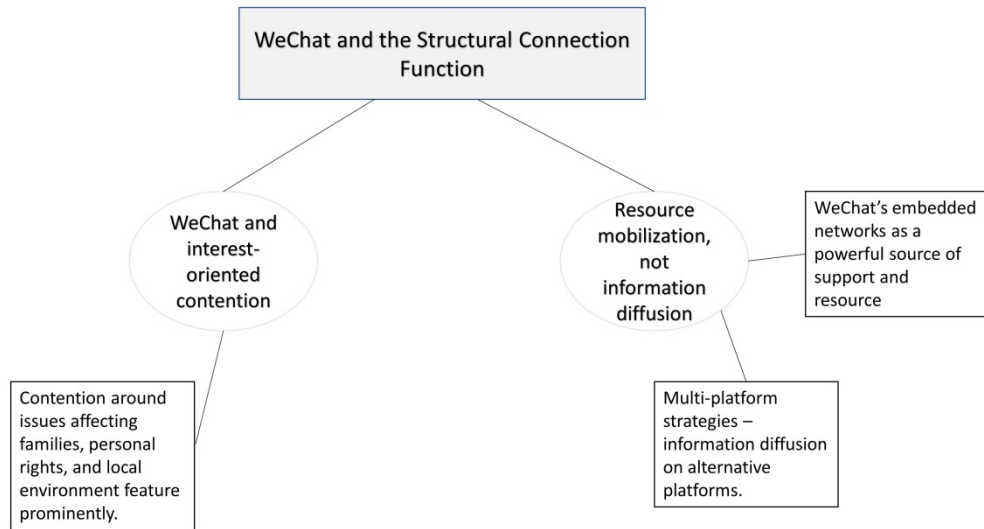 WeChat and the Structural Connection
Function
WeChat and
interest-
oriented
contention
Resource
mobilization,
not
information
diffusion
WeChat’s embedded
networks as a
powerful source of
support and
resource
Contention around
issues affecting
families, personal
rights, and local
environment feature
prominently.
Multi-platform
strategies –
information diffusion
on alternative
platforms.